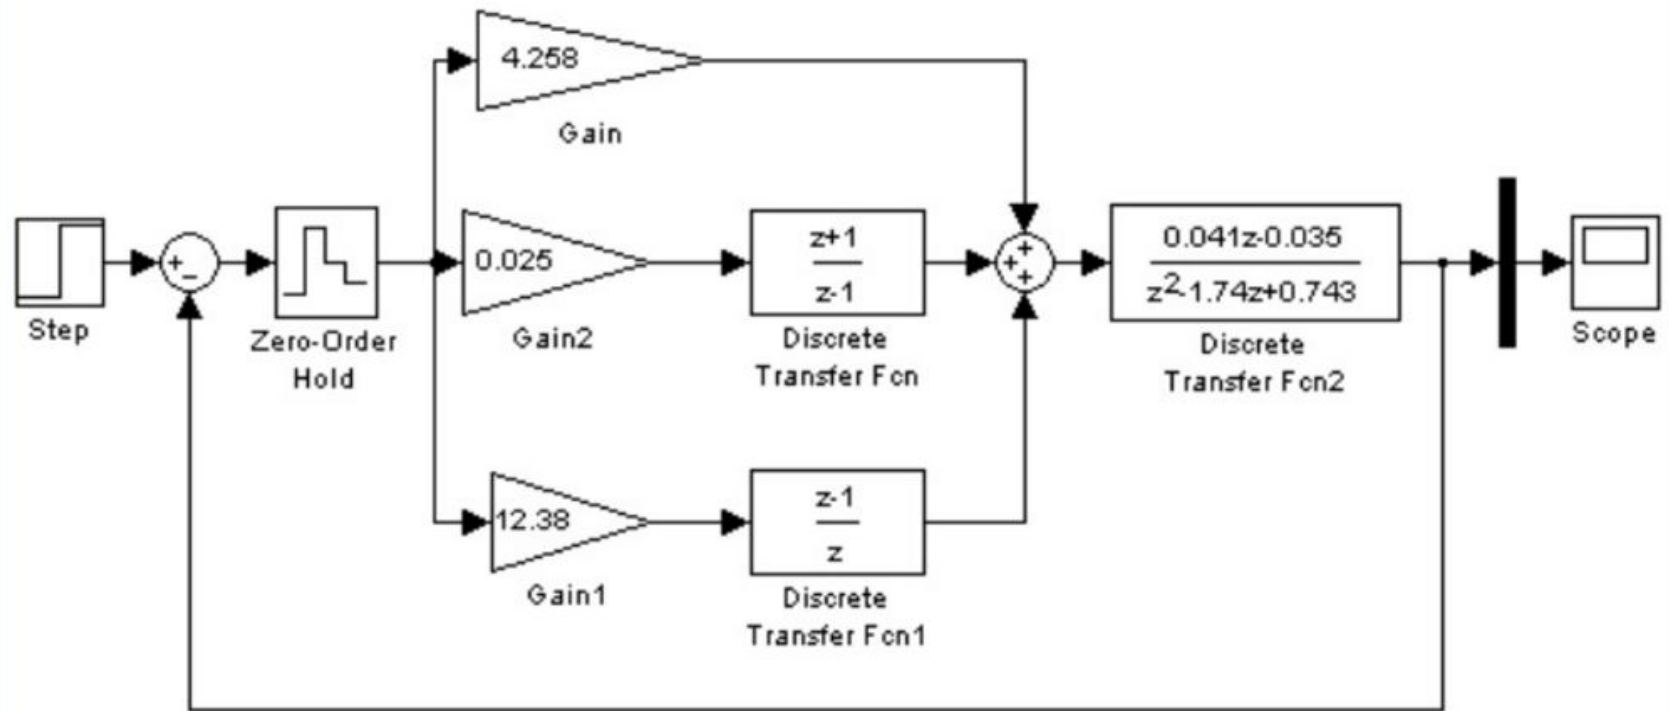 4.258
Gain
+
−
Step
Zero-Order
Hold
0.025
Gain2
z+1
z-1
Discrete
Transfer Fcn
+
+
+
0.041z-0.035
z2-1.74z+0.743
Discrete
Transfer Fcn2
Scope
12.38
Gain1
z-1
z
Discrete
Transfer Fcn1